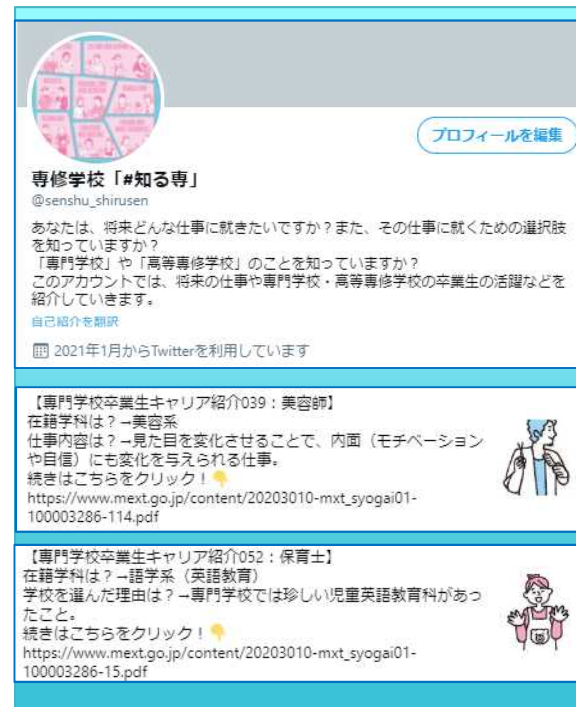 プロフィールを編集
専修学校「#知る専」
@senshu_shirusen
あなたは、将来どんな仕事に就きたいですか？また、その仕事に就くための選択肢
を知っていますか？
「専門学校」や「高等専修学校」のことを知っていますか？
このアカウントでは、将来の仕事や専門学校・高等専修学校の卒業生の活躍などを
紹介していきます。
自己紹介を翻訳
2021年1月からTwitterを利用しています
【専門学校卒業生キャリア紹介039：美容師】
在籍学科は？→美容系
仕事内容は？→見た目を変化させることで、内面（モチベーション
や自信）にも変化を与えられる仕事。
続きはこちらをクリック！👇
https://www.mext.go.jp/content/20203010-mxt_syogai01-
100003286-114.pdf
【専門学校卒業生キャリア紹介052：保育士】
在籍学科は？→語学系（英語教育）
学校を選んだ理由は？→専門学校では珍しい児童英語教育科があっ
たこと。
続きはこちらをクリック！👇
https://www.mext.go.jp/content/20203010-mxt_syogai01-
100003286-15.pdf